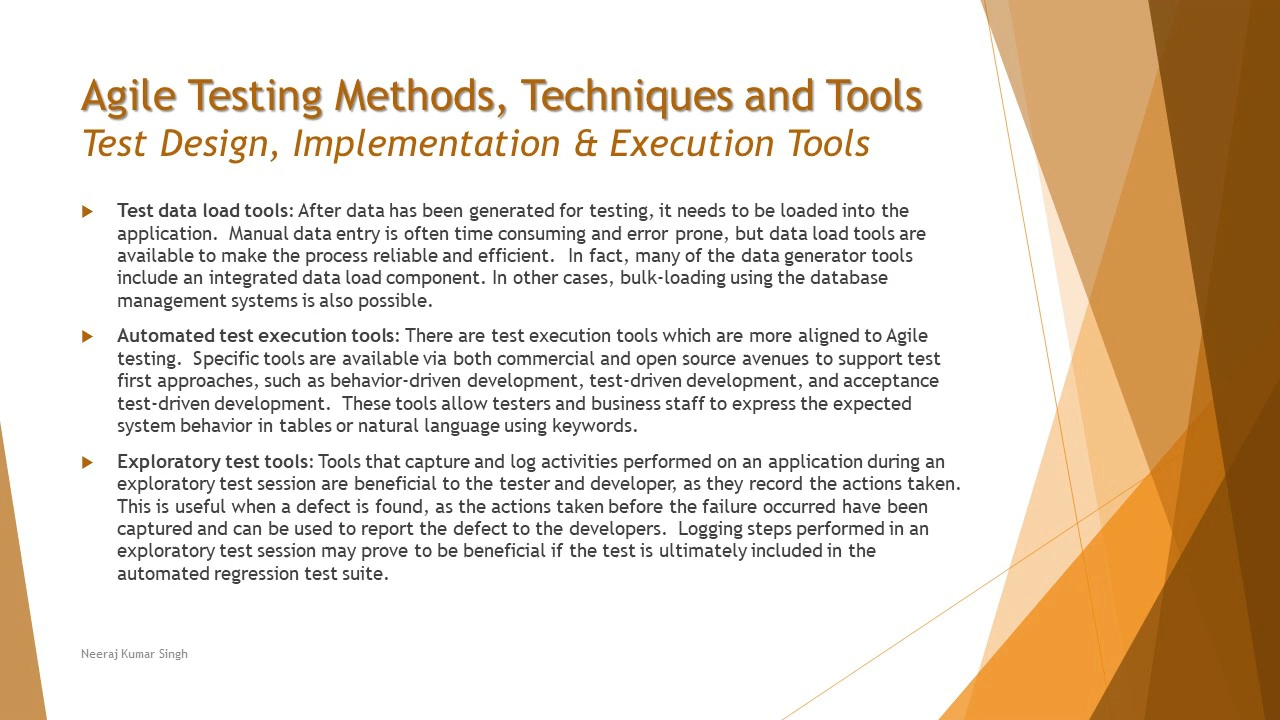 Agile Testing Methods, Techniques and Tools
Test Design, Implementation & Execution Tools
Test data load tools: After data has been generated for testing, it needs to be loaded into the
application.  Manual data entry is often time consuming and error prone, but data load tools are
available to make the process reliable and efficient.  In fact, many of the data generator tools
include an integrated data load component. In other cases, bulk-loading using the database
management systems is also possible.
Automated test execution tools: There are test execution tools which are more aligned to Agile
testing.  Specific tools are available via both commercial and open source avenues to support test
first approaches, such as behavior-driven development, test-driven development, and acceptance
test-driven development.  These tools allow testers and business staff to express the expected
system behavior in tables or natural language using keywords.
Exploratory test tools: Tools that capture and log activities performed on an application during an
exploratory test session are beneficial to the tester and developer, as they record the actions taken.
This is useful when a defect is found, as the actions taken before the failure occurred have been
captured and can be used to report the defect to the developers.  Logging steps performed in an
exploratory test session may prove to be beneficial if the test is ultimately included in the
automated regression test suite.
Neeraj Kumar Singh